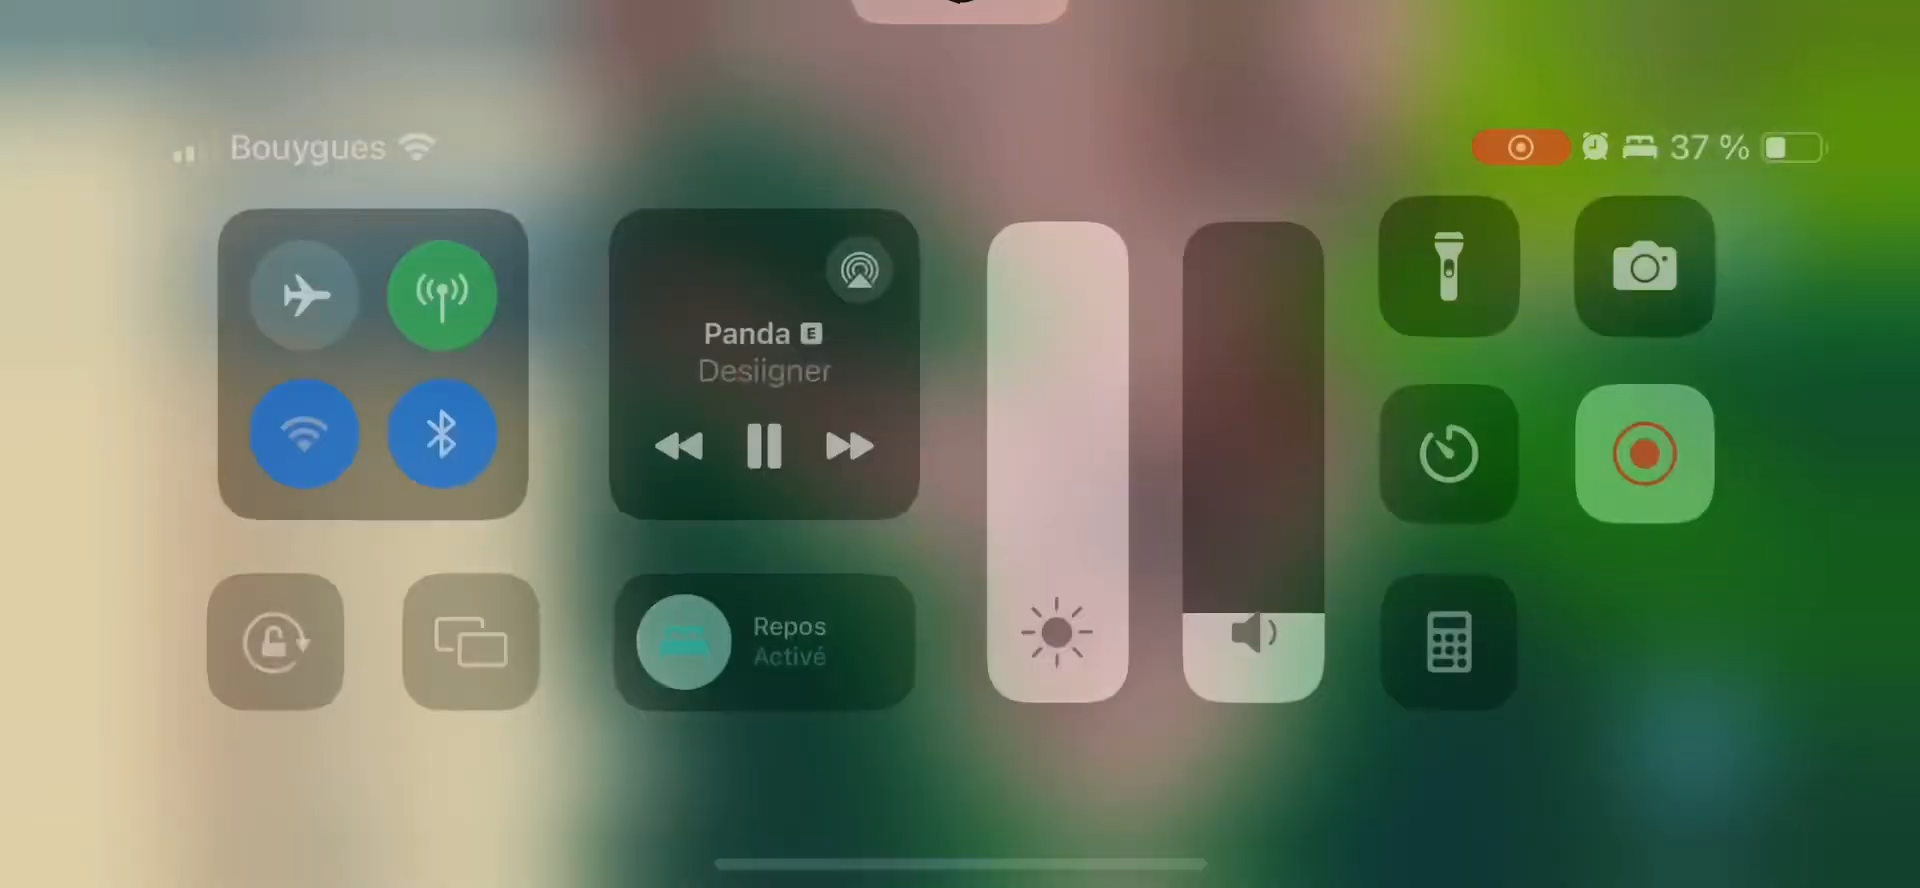 Bouygues
37 %
Panda E
Desiigner
Repos
Activé